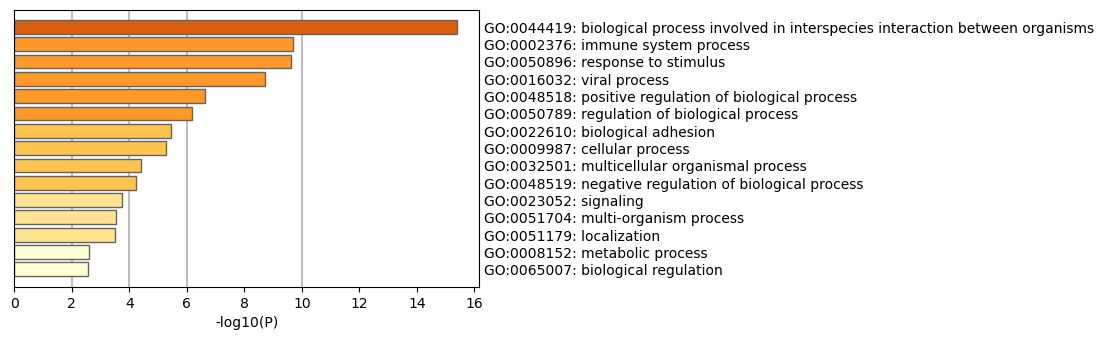 GO:0044419: biological process involved in interspecies interaction between organisms
GO:0002376: immune system process
GO:0050896: response to stimulus
GO:0016032: viral process
GO:0048518: positive regulation of biological process
GO:0050789: regulation of biological process
GO:0022610: biological adhesion
GO:0009987: cellular process
GO:0032501: multicellular organismal process
GO:0048519: negative regulation of biological process
GO:0023052: signaling
GO:0051704: multi-organism process
GO:0051179: localization
GO:0008152: metabolic process
GO:0065007: biological regulation
0 2 4 6 8 10 12 14 16
-log10(P)